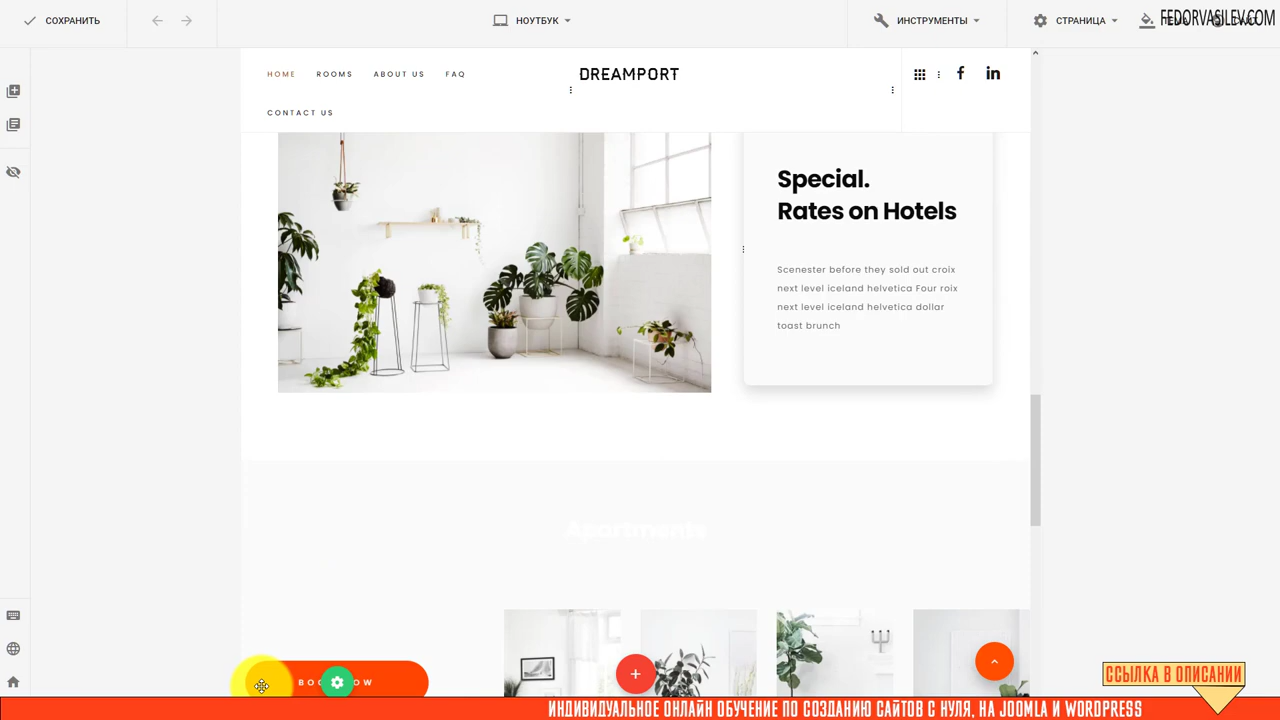 СОХРАНИТЬ
НОУТБУК
ИНСТРУМЕНТЫ
СТРАНИЦА
FEDORVASILEV.COM
HOME ROOMS ABOUT US FAQ
CONTACT US
DREAMPORT
Special.
Rates on Hotels
Scenester before they sold out croix
next level iceland helvetica Four roix
next level iceland helvetica dollar
toast brunch
Apartments
ССЫЛКА В ОПИСАНИИ
ИНДИВИДУАЛЬНОЕ ОНЛАЙН ОБУЧЕНИЕ ПО СОЗДАНИЮ САЙТОВ С НУЛЯ, НА JOOMLA И WORDPRESS